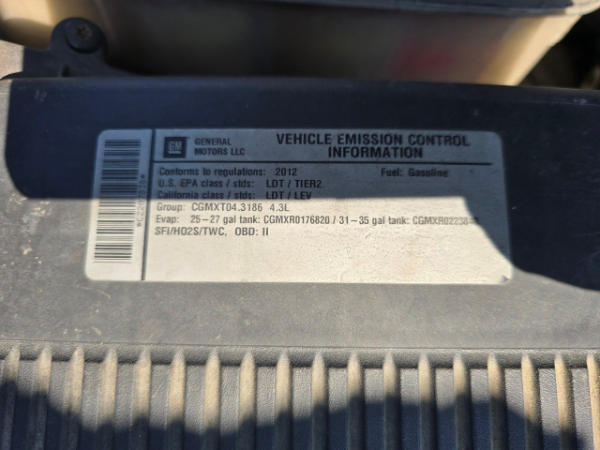 GM
GENERAL MOTORS LLC
VEHICLE EMISSION CONTROL INFORMATION
Conforms to regulations: 2012 Fuel: Gasoline
U.S. EPA class / stds: LDT / TIER2
California class / stds: LDT / LEV
Group: CGMXT04.3186 4.3L
Evap: 25-27 gal tank: CGMXR0176820 / 31-35 gal tank:
SFI/HO2S/TWC, OBD: II